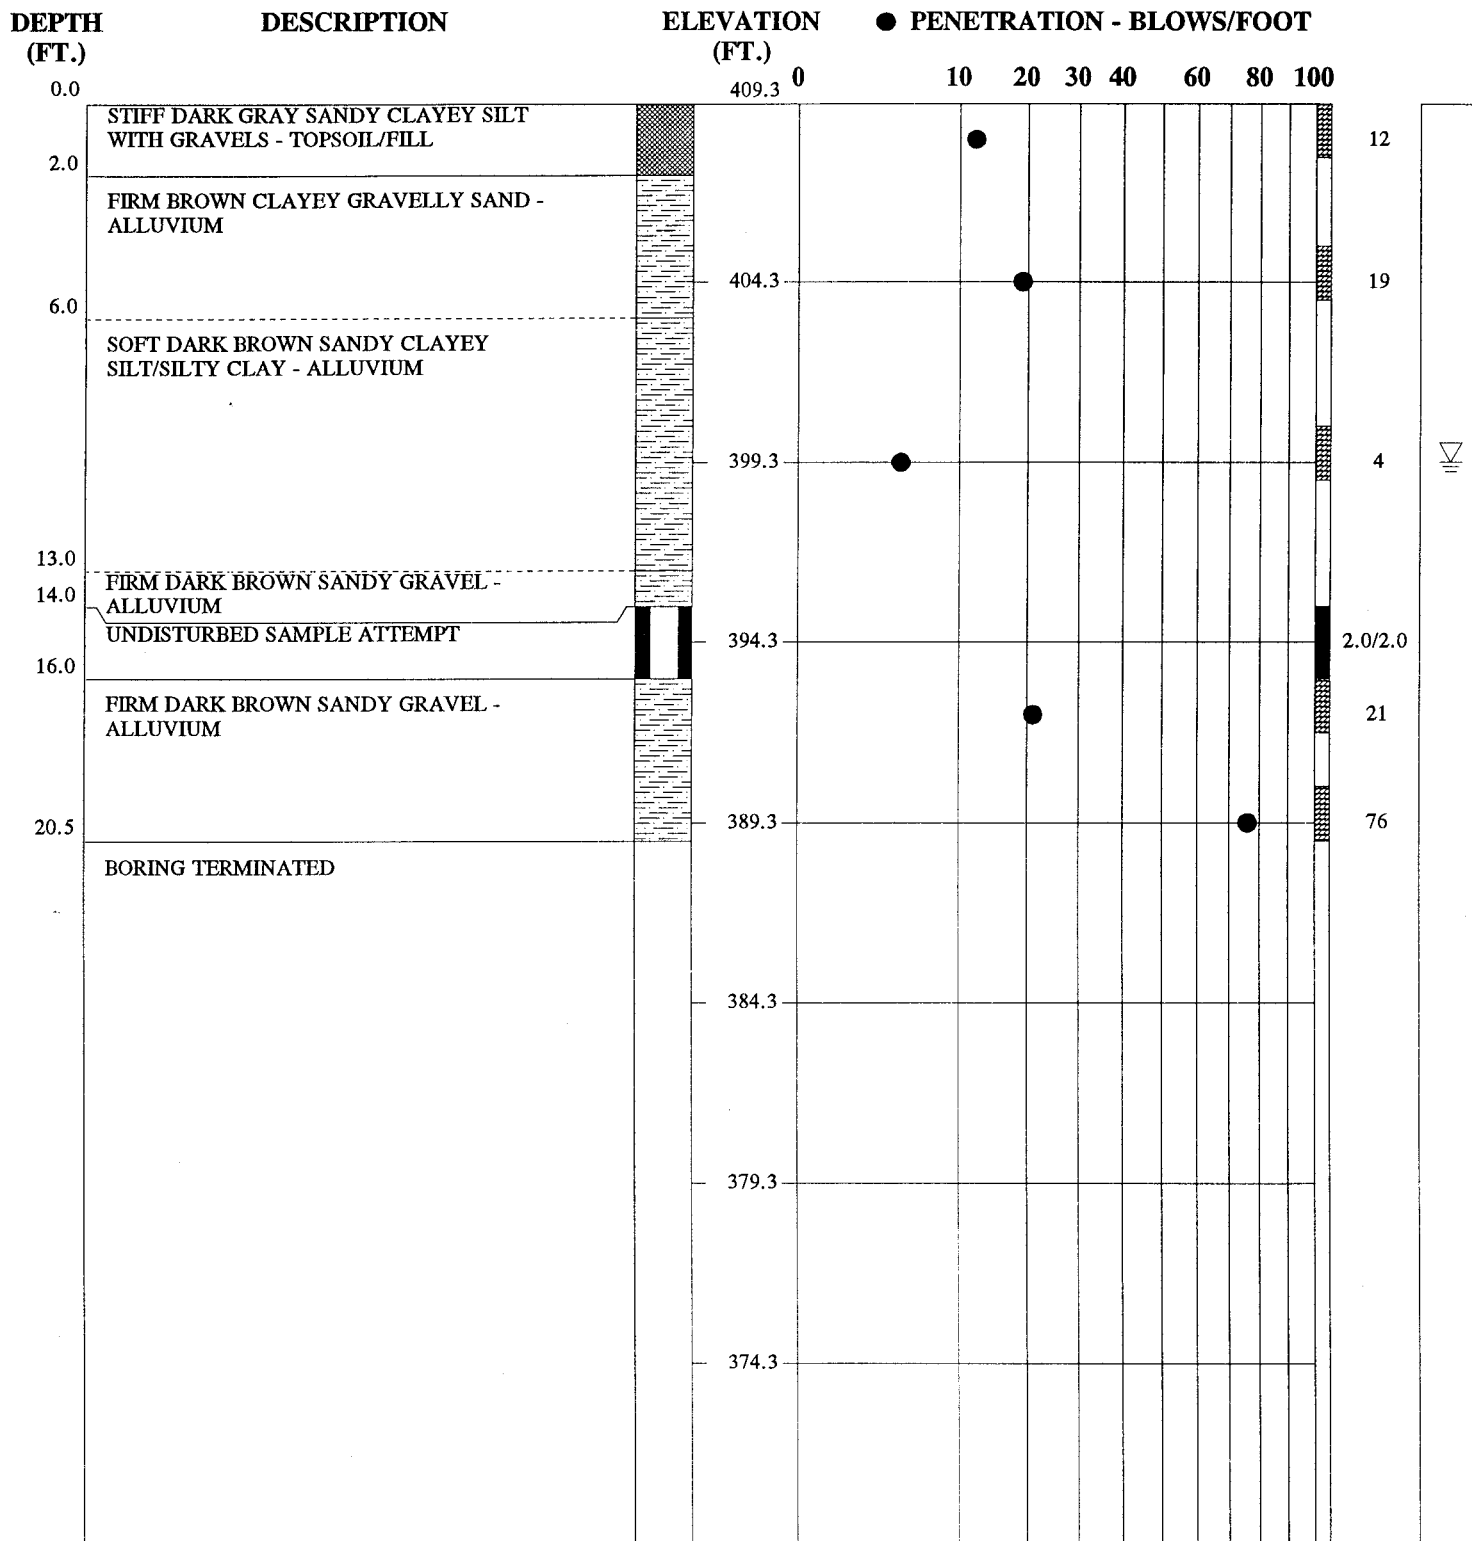 DEPTH (FT.)
DESCRIPTION
ELEVATION (FT.)
● PENETRATION - BLOWS/FOOT
0 10 20 30 40 60 80 100
0.0
409.3
STIFF DARK GRAY SANDY CLAYEY SILT
WITH GRAVELS - TOPSOIL/FILL
12
2.0
FIRM BROWN CLAYEY GRAVELLY SAND -
ALLUVIUM
404.3
19
6.0
SOFT DARK BROWN SANDY CLAYEY
SILT/SILTY CLAY - ALLUVIUM
399.3
4
13.0
FIRM DARK BROWN SANDY GRAVEL -
14.0
ALLUVIUM
UNDISTURBED SAMPLE ATTEMPT
394.3
2.0/2.0
16.0
FIRM DARK BROWN SANDY GRAVEL -
ALLUVIUM
21
20.5
389.3
76
BORING TERMINATED
384.3
379.3
374.3